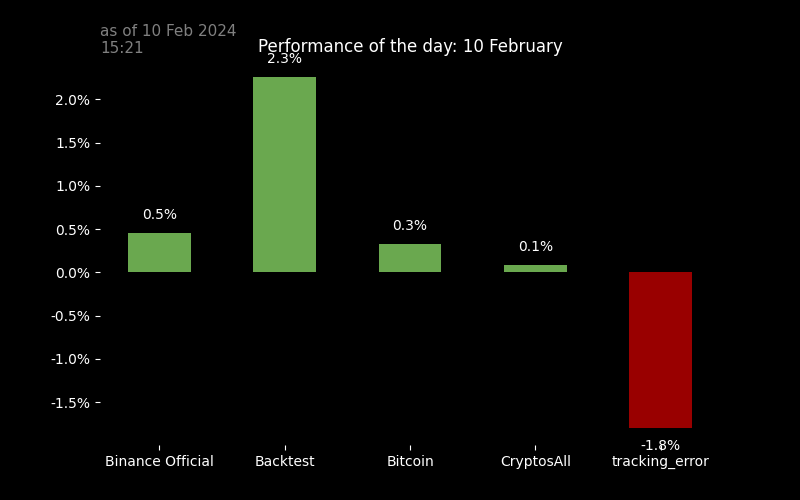 as of 10 Feb 2024
15:21
Performance of the day: 10 February
2.3%
2.0%
1.5%
1.0%
0.5%
0.5%
0.3%
0.1%
0.0%
-0.5%
-1.0%
-1.5%
-1.8%
Binance Official
Backtest
Bitcoin
CryptosAll
tracking_error